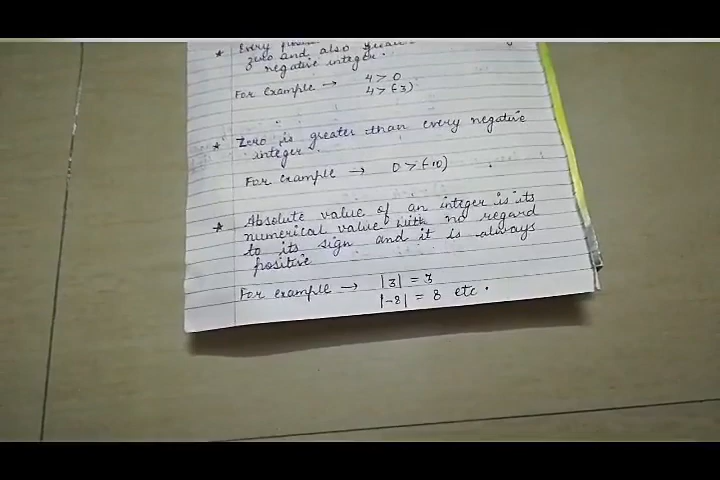 * Every
zero and also
negative integer.
For example → 4 > 0
4 > (-3)
* Zero is greater than every negative
integer.
For example → 0 > (-10)
* Absolute value of an integer is its
numerical value with no regard
to its sign and it is always
positive
For example → |3| = 3
|-8| = 8 etc.